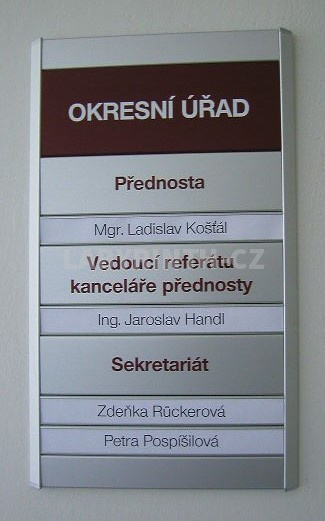 OKRESNÍ ÚŘAD
Přednosta
Mgr. Ladislav Košťál
Vedoucí referátu
kanceláře přednosty
Ing. Jaroslav Handl
Sekretariát
Zdeňka Rückerová
Petra Pospíšilová